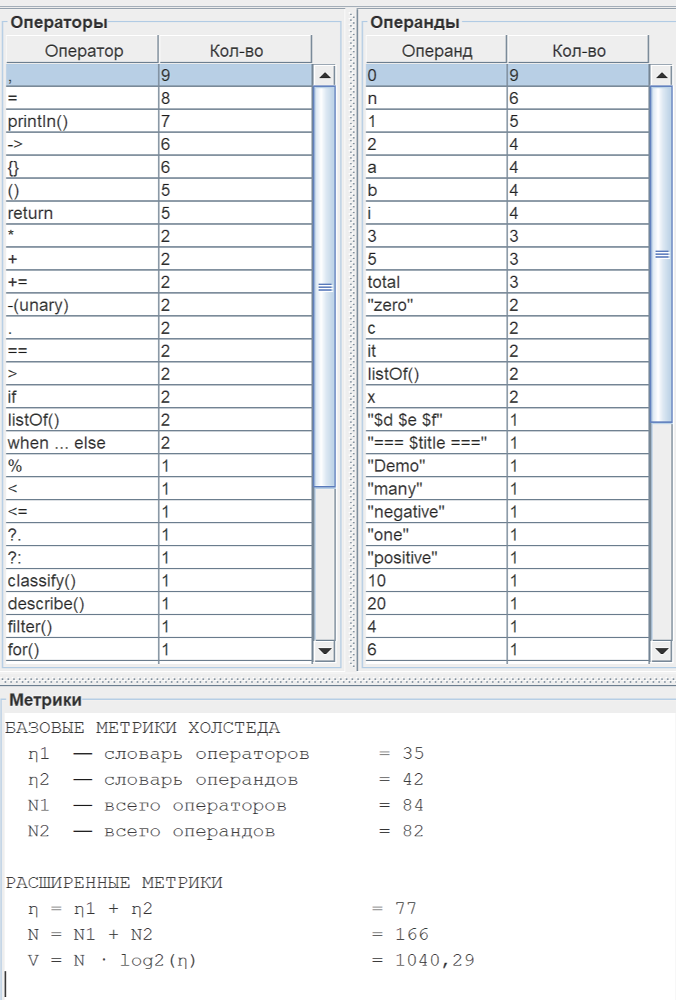 Операторы
Оператор Кол-во
, 9
= 8
println() 7
-> 6
{} 6
() 5
return 5
* 2
+ 2
+= 2
-(unary) 2
. 2
== 2
> 2
if 2
listOf() 2
when ... else 2
% 1
< 1
<= 1
?. 1
?: 1
classify() 1
describe() 1
filter() 1
for() 1
Операнды
Операнд Кол-во
0 9
n 6
1 5
2 4
a 4
b 4
i 4
3 3
5 3
total 3
"zero" 2
c 2
it 2
listOf() 2
x 2
"$d $e $f" 1
"=== $title ===" 1
"Demo" 1
"many" 1
"negative" 1
"one" 1
"positive" 1
10 1
20 1
4 1
6 1
Метрики
БАЗОВЫЕ МЕТРИКИ ХОЛСТЕДА
η1 — словарь операторов = 35
η2 — словарь операндов = 42
N1 — всего операторов = 84
N2 — всего операндов = 82
РАСШИРЕННЫЕ МЕТРИКИ
η = η1 + η2 = 77
N = N1 + N2 = 166
V = N · log2(η) = 1040,29